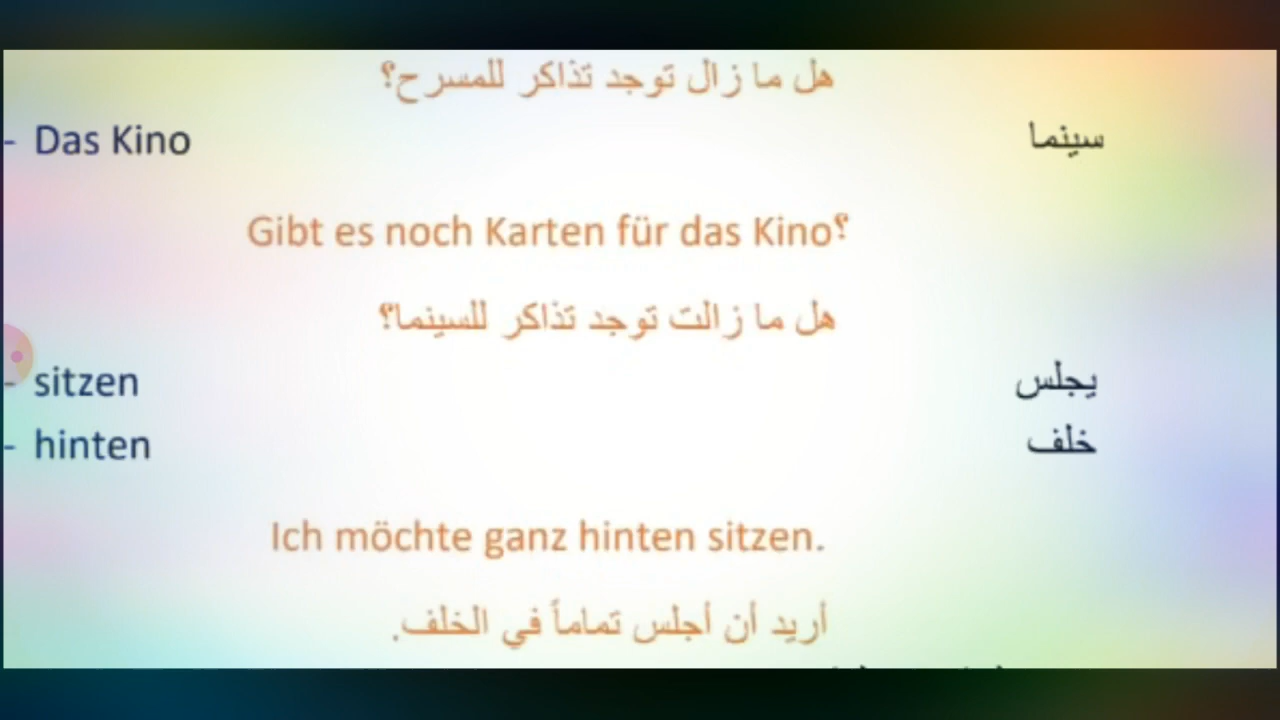 هل ما زال توجد تذاكر للمسرح؟
- Das Kino سينما
Gibt es noch Karten für das Kino؟
هل ما زالت توجد تذاكر للسينما؟
- sitzen يجلس
- hinten خلف
Ich möchte ganz hinten sitzen.
أريد أن أجلس تماماً في الخلف.